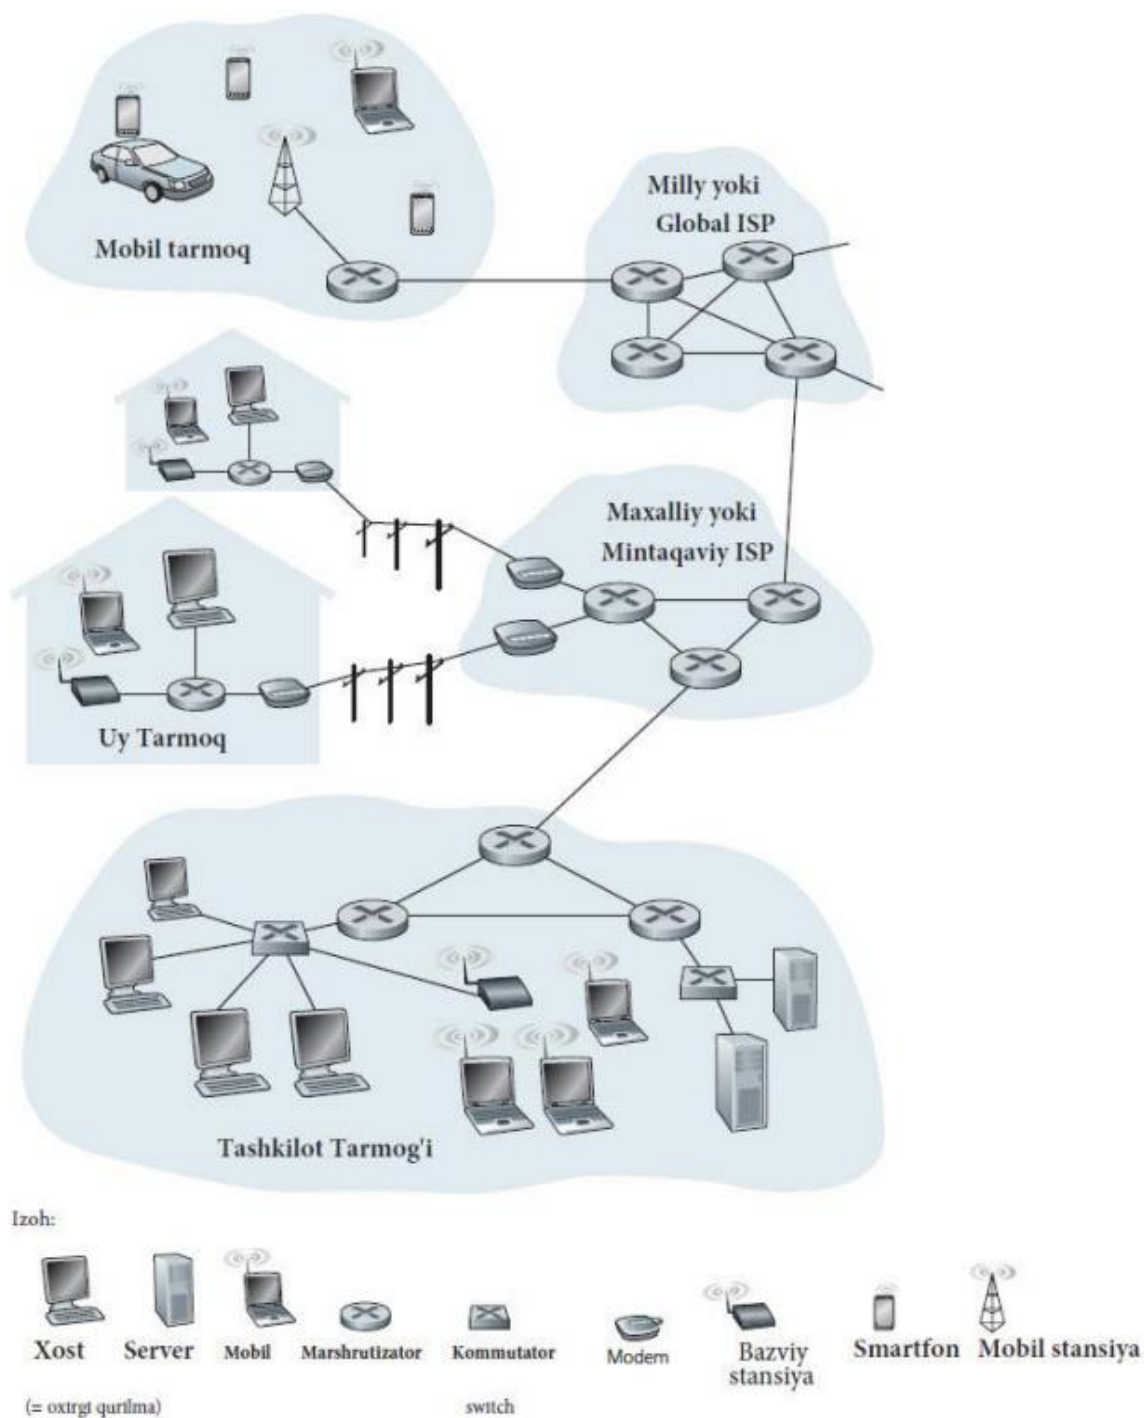 Mobil tarmoq
Milly yoki
Global ISP
Maxalliy yoki
Mintaqaviy ISP
Uy Tarmoq
Tashkilot Tarmog'i
Izoh:
Xost
Server
Mobil
Marshrutizator
Kommutator
Modem
Bazviy
stansiya
Smartfon
Mobil stansiya
(= oxirgi qurilma)
switch